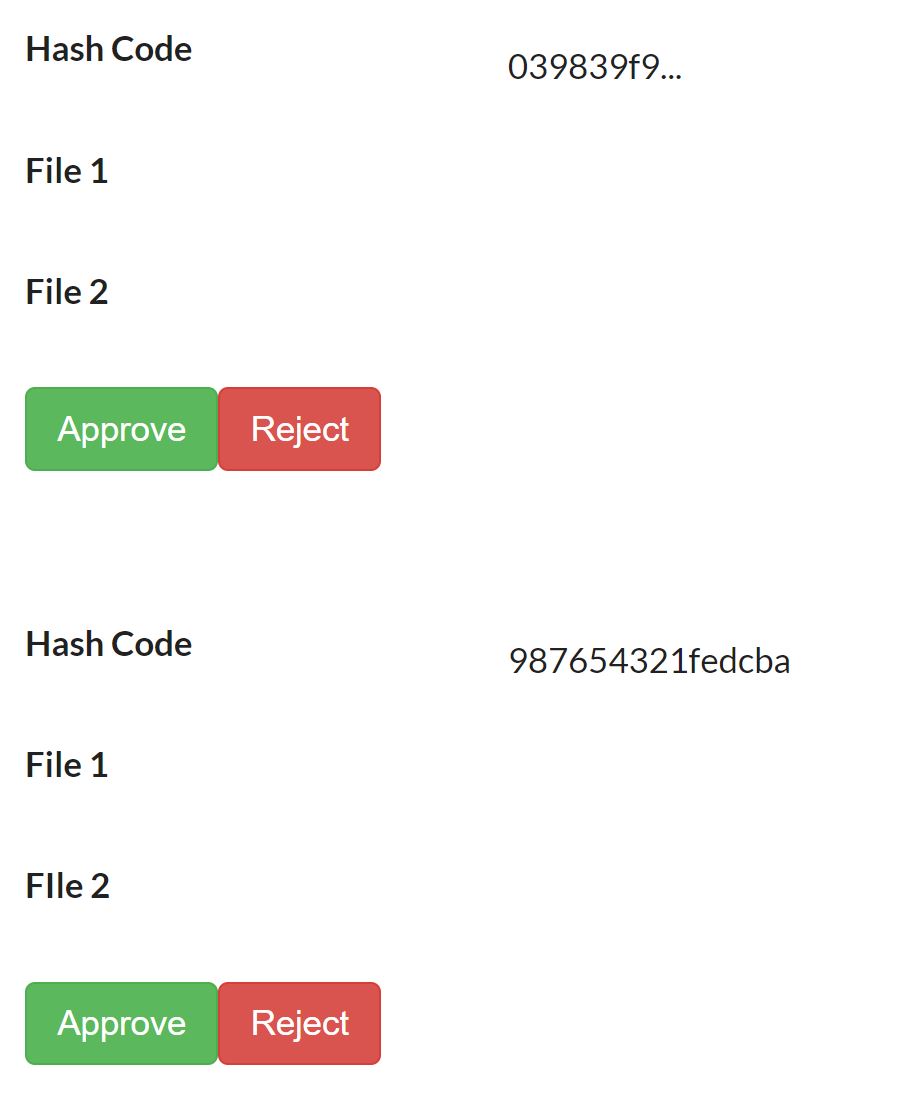 Hash Code
039839f9...
File 1
File 2
Approve Reject
Hash Code
987654321fedcba
File 1
FIle 2
Approve Reject